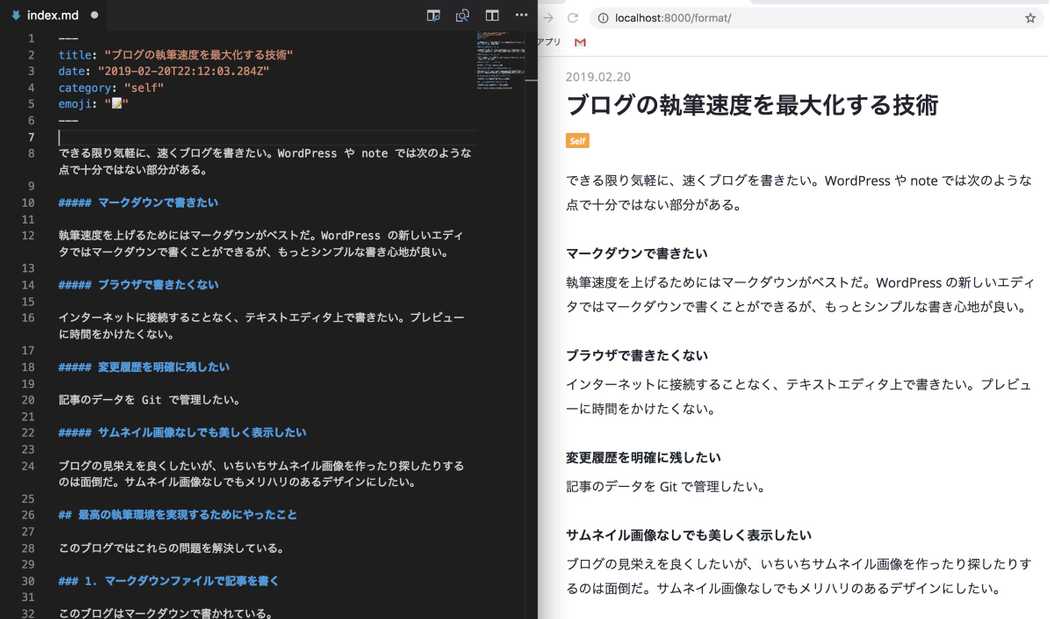 index.md
1 ---
2 title: "ブログの執筆速度を最大化する技術"
3 date: "2019-02-20T22:12:03.284Z"
4 category: "self"
5 emoji: "📝"
6 ---
7
8 できる限り気軽に、速くブログを書きたい。WordPress や note では次のような
点で十分ではない部分がある。
9
10 ##### マークダウンで書きたい
11
12 執筆速度を上げるためにはマークダウンがベストだ。WordPress の新しいエディ
タではマークダウンで書くことができるが、もっとシンプルな書き心地が良い。
13
14 ##### ブラウザで書きたくない
15
16 インターネットに接続することなく、テキストエディタ上で書きたい。プレビュー
に時間をかけたくない。
17
18 ##### 変更履歴を明確に残したい
19
20 記事のデータを Git で管理したい。
21
22 ##### サムネイル画像なしでも美しく表示したい
23
24 ブログの見栄えを良くしたいが、いちいちサムネイル画像を作ったり探したりする
のは面倒だ。サムネイル画像なしでもメリハリのあるデザインにしたい。
25
26 ## 最高の執筆環境を実現するためにやったこと
27
28 このブログではこれらの問題を解決している。
29
30 ### 1. マークダウンファイルで記事を書く
31
32 このブログはマークダウンで書かれている。
localhost:8000/format/
アプリ
2019.02.20
ブログの執筆速度を最大化する技術
Self
できる限り気軽に、速くブログを書きたい。WordPress や note では次のような
点で十分ではない部分がある。
マークダウンで書きたい
執筆速度を上げるためにはマークダウンがベストだ。WordPress の新しいエディ
タではマークダウンで書くことができるが、もっとシンプルな書き心地が良い。
ブラウザで書きたくない
インターネットに接続することなく、テキストエディタ上で書きたい。プレビュ
ーに時間をかけたくない。
変更履歴を明確に残したい
記事のデータを Git で管理したい。
サムネイル画像なしでも美しく表示したい
ブログの見栄えを良くしたいが、いちいちサムネイル画像を作ったり探したりす
るのは面倒だ。サムネイル画像なしでもメリハリのあるデザインにしたい。